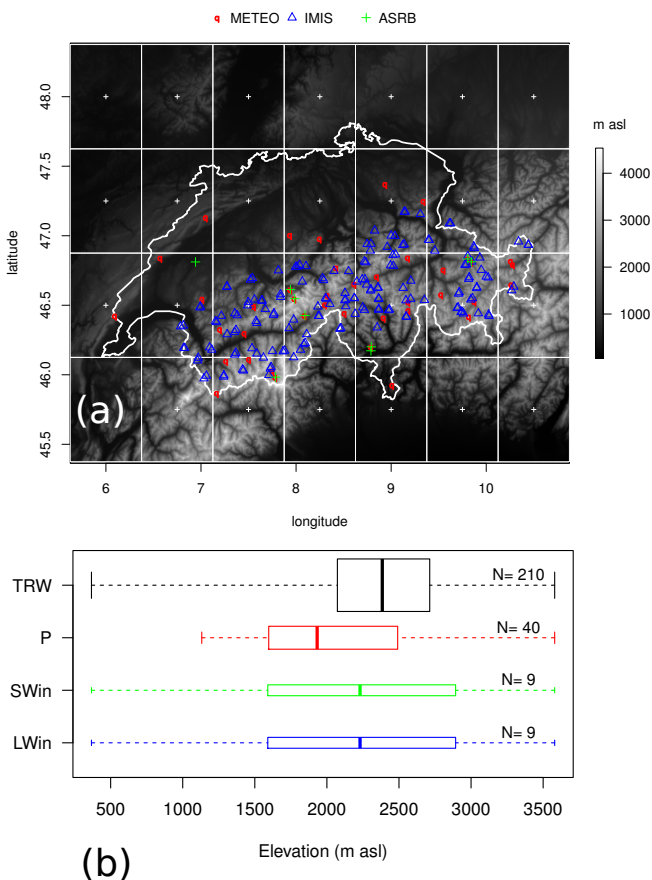 q METEO IMIS ASRB
48.0
47.5
47.0
46.5
46.0
45.5
latitude
(a)
6 7 8 9 10
longitude
m asl
4000
3000
2000
1000
TRW
P
SWin
LWin
N= 210
N= 40
N= 9
N= 9
500 1000 1500 2000 2500 3000 3500
Elevation (m asl)
(b)